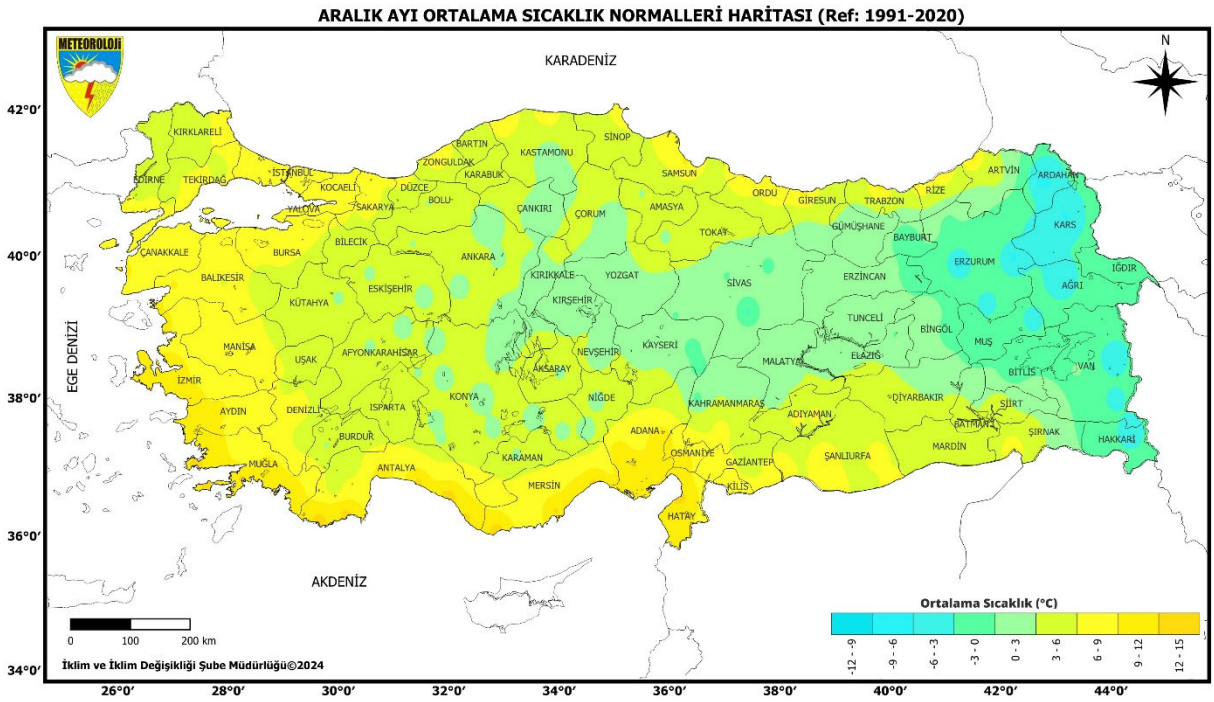 ARALIK AYI ORTALAMA SICAKLIK NORMALLERİ HARİTASI (Ref: 1991-2020)
METEOROLOJİ
N
KARADENİZ
EGE DENİZİ
AKDENİZ
42°0'
40°0'
38°0'
36°0'
34°0'
KIRKLARELİ
EDİRNE
TEKİRDAĞ
İSTANBUL
KOCAELİ
YALOVA
SAKARYA
DÜZCE
BOLU
ZONGULDAK
BARTIN
KARABUK
KASTAMONU
SİNOP
SAMSUN
ORDU
GİRESUN
TRABZON
RİZE
ARTVİN
ARDAHAN
ÇANAKKALE
BALIKESİR
BURSA
BİLECİK
ESKİŞEHİR
ANKARA
ÇANKIRI
ÇORUM
AMASYA
TOKAT
GÜMÜŞHANE
BAYBURT
ERZURUM
KARS
IĞDIR
AĞRI
KÜTAHYA
KIRIKKALE
YOZGAT
KIRŞEHİR
SİVAS
ERZİNCAN
TUNCELİ
BİNGÖL
MUŞ
MANİSA
UŞAK
AFYONKARAHİSAR
AKSARAY
NEVŞEHİR
KAYSERİ
MALATYA
ELAZIĞ
BİTLİS
VAN
İZMİR
AYDIN
DENİZLİ
ISPARTA
BURDUR
KONYA
NİĞDE
KAHRAMANMARAŞ
ADIYAMAN
DİYARBAKIR
BATMAN
SİİRT
ŞIRNAK
HAKKARİ
MUĞLA
ANTALYA
KARAMAN
MERSİN
ADANA
OSMANİYE
GAZİANTEP
KİLİS
ŞANLIURFA
MARDİN
HATAY
Ortalama Sıcaklık (°C)
-12 - -9
-9 - -6
-6 - -3
-3 - 0
0 - 3
3 - 6
6 - 9
9 - 12
12 - 15
0 100 200 km
İklim ve İklim Değişikliği Şube Müdürlüğü©2024
26°0' 28°0' 30°0' 32°0' 34°0' 36°0' 38°0' 40°0' 42°0' 44°0'